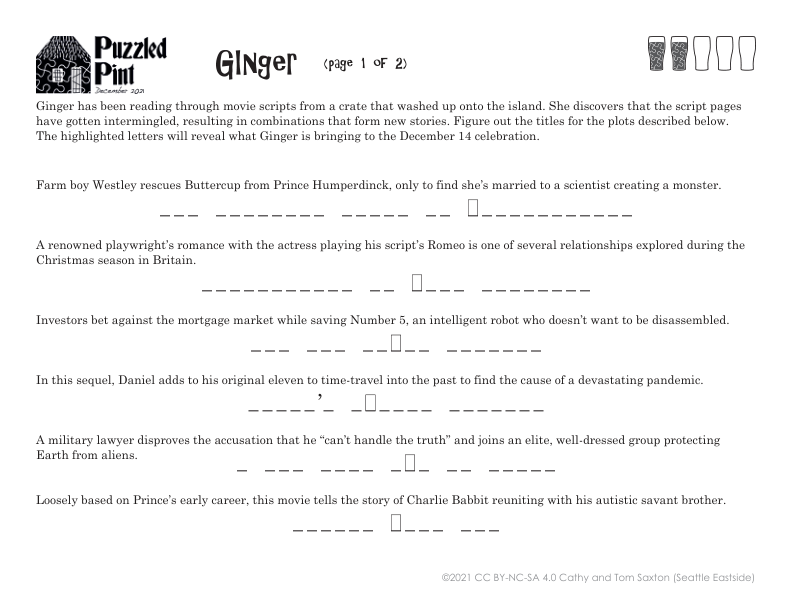 Puzzled
Pint
December 2021
Ginger (page 1 of 2)
Ginger has been reading through movie scripts from a crate that washed up onto the island. She discovers that the script pages
have gotten intermingled, resulting in combinations that form new stories. Figure out the titles for the plots described below.
The highlighted letters will reveal what Ginger is bringing to the December 14 celebration.
Farm boy Westley rescues Buttercup from Prince Humperdinck, only to find she’s married to a scientist creating a monster.
A renowned playwright’s romance with the actress playing his script’s Romeo is one of several relationships explored during the
Christmas season in Britain.
Investors bet against the mortgage market while saving Number 5, an intelligent robot who doesn’t want to be disassembled.
In this sequel, Daniel adds to his original eleven to time-travel into the past to find the cause of a devastating pandemic.
’
A military lawyer disproves the accusation that he “can’t handle the truth” and joins an elite, well-dressed group protecting
Earth from aliens.
Loosely based on Prince’s early career, this movie tells the story of Charlie Babbit reuniting with his autistic savant brother.
©2021 CC BY-NC-SA 4.0 Cathy and Tom Saxton (Seattle Eastside)